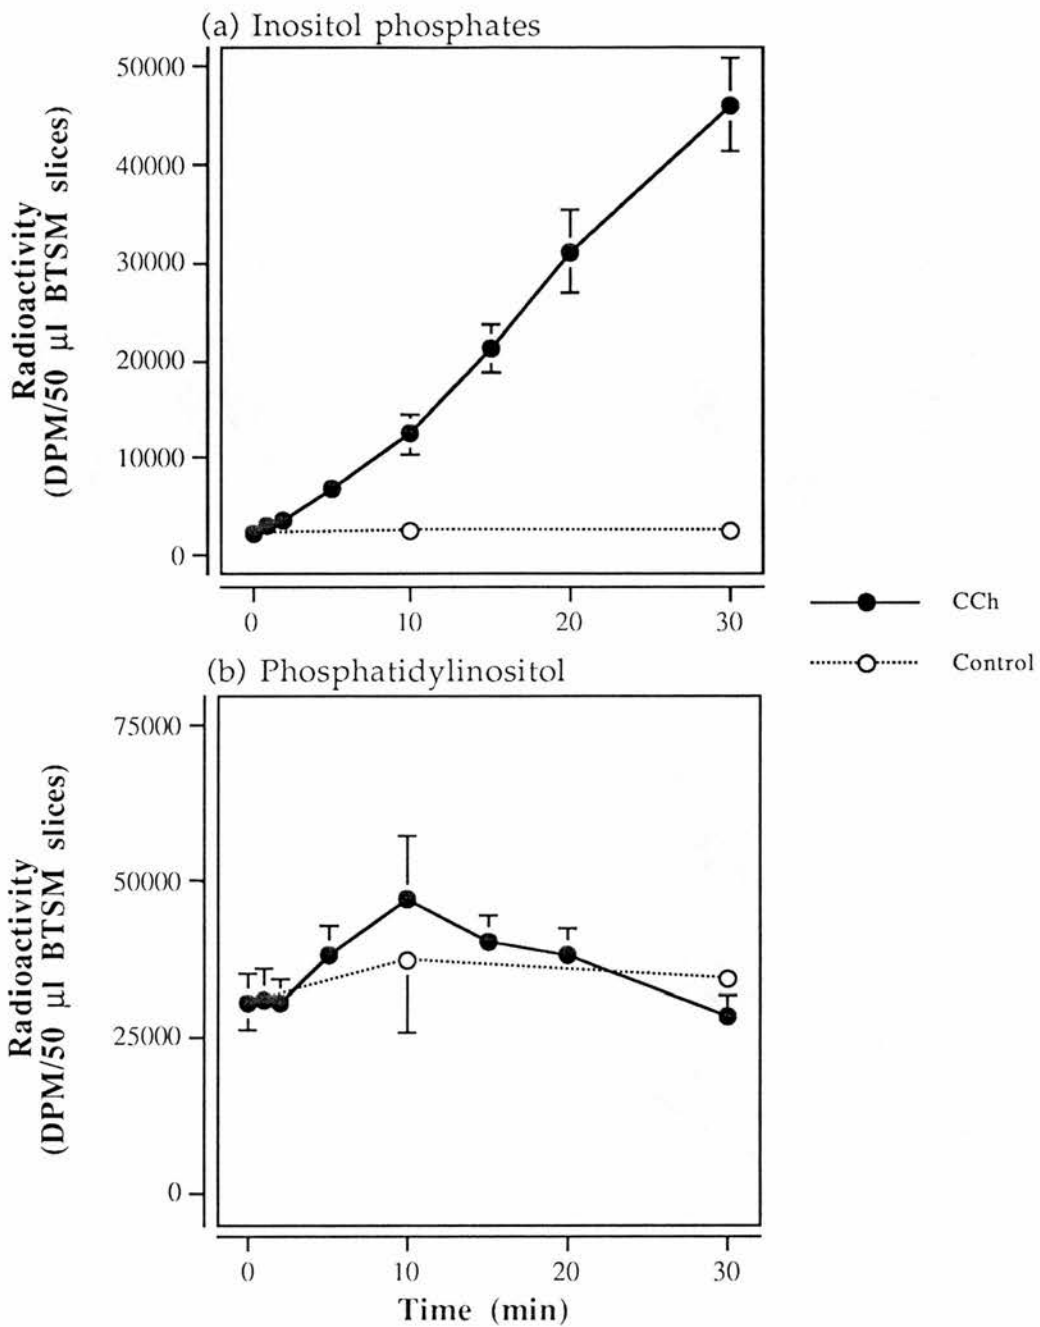 (a) Inositol phosphates
Radioactivity
(DPM/50 µl BTSM slices)
50000
40000
30000
20000
10000
0
0 10 20 30
CCh
Control
(b) Phosphatidylinositol
Radioactivity
(DPM/50 µl BTSM slices)
75000
50000
25000
0
0 10 20 30
Time (min)